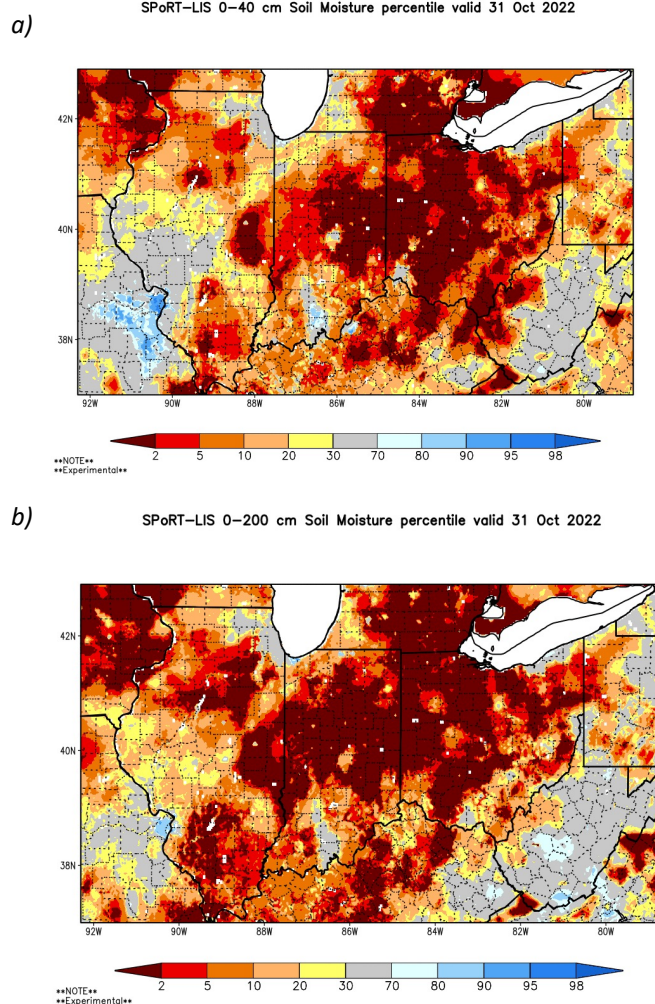 SPoRT-LIS 0-40 cm Soil Moisture percentile valid 31 Oct 2022
a)
42N
40N
38N
92W 90W 88W 86W 84W 82W 80W
2 5 10 20 30 70 80 90 95 98
**NOTE**
**Experimental**
b)
SPoRT-LIS 0-200 cm Soil Moisture percentile valid 31 Oct 2022
42N
40N
38N
92W 90W 88W 86W 84W 82W 80W
2 5 10 20 30 70 80 90 95 98
**NOTE**
**Experimental**